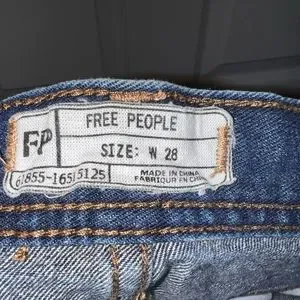 FP
FREE PEOPLE
SIZE: W 28
MADE IN CHINA
FABRIQUÉ EN CHINE